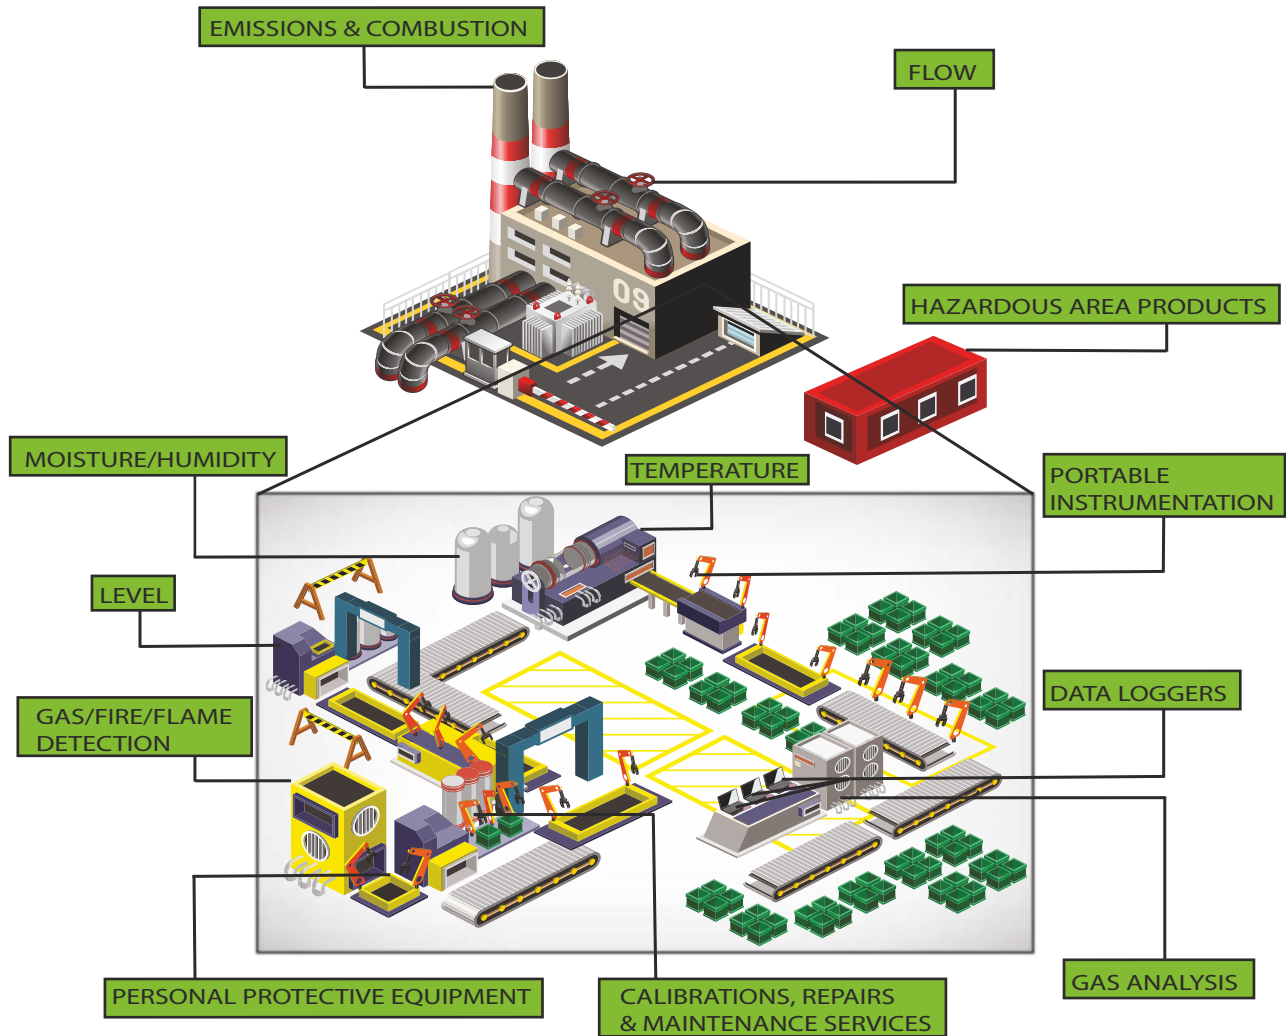 EMISSIONS & COMBUSTION
FLOW
09
HAZARDOUS AREA PRODUCTS
MOISTURE/HUMIDITY
TEMPERATURE
PORTABLE
INSTRUMENTATION
LEVEL
DATA LOGGERS
GAS/FIRE/FLAME
DETECTION
PERSONAL PROTECTIVE EQUIPMENT
CALIBRATIONS, REPAIRS
& MAINTENANCE SERVICES
GAS ANALYSIS